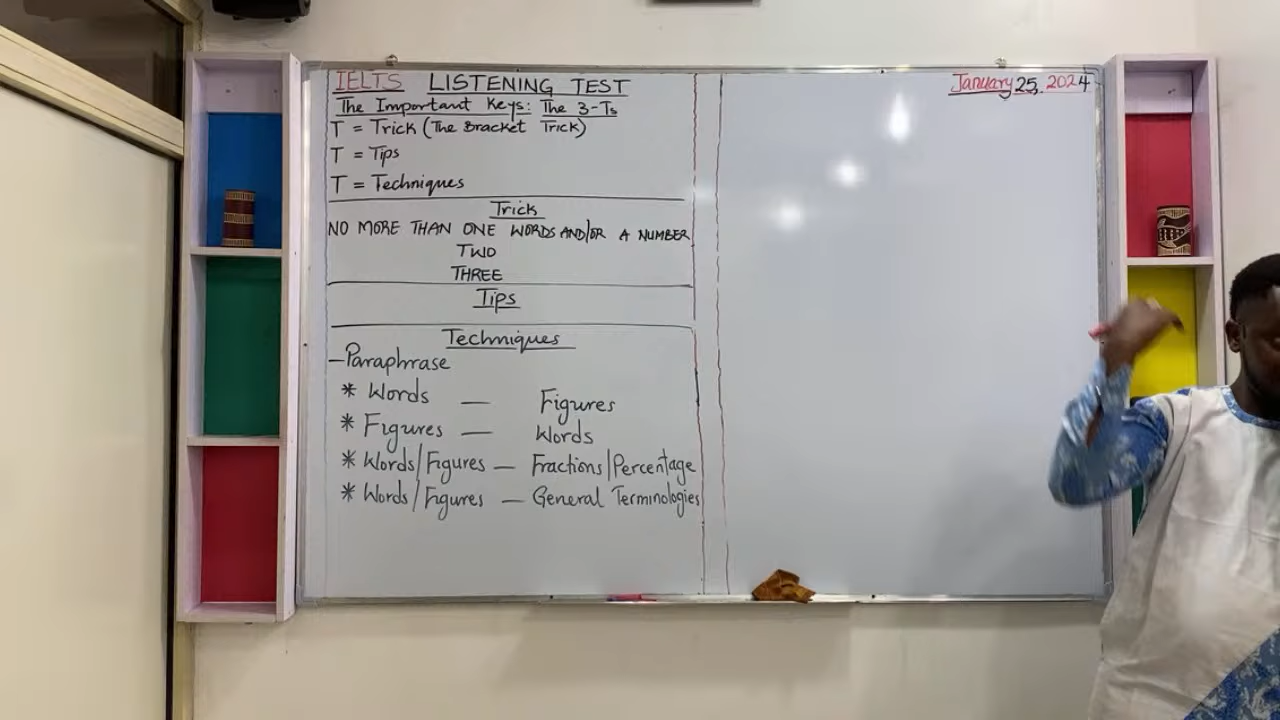 IELTS LISTENING TEST
The Important Keys: The 3-Ts
T = Trick (The Bracket Trick)
T = Tips
T = Techniques
Trick
NO MORE THAN ONE WORDS AND/OR A NUMBER
TWO
THREE
Tips
Techniques
-Paraphrase
* Words — Figures
* Figures — Words
* Words/Figures — Fractions/Percentage
* Words/Figures — General Terminologies
January 25, 2024